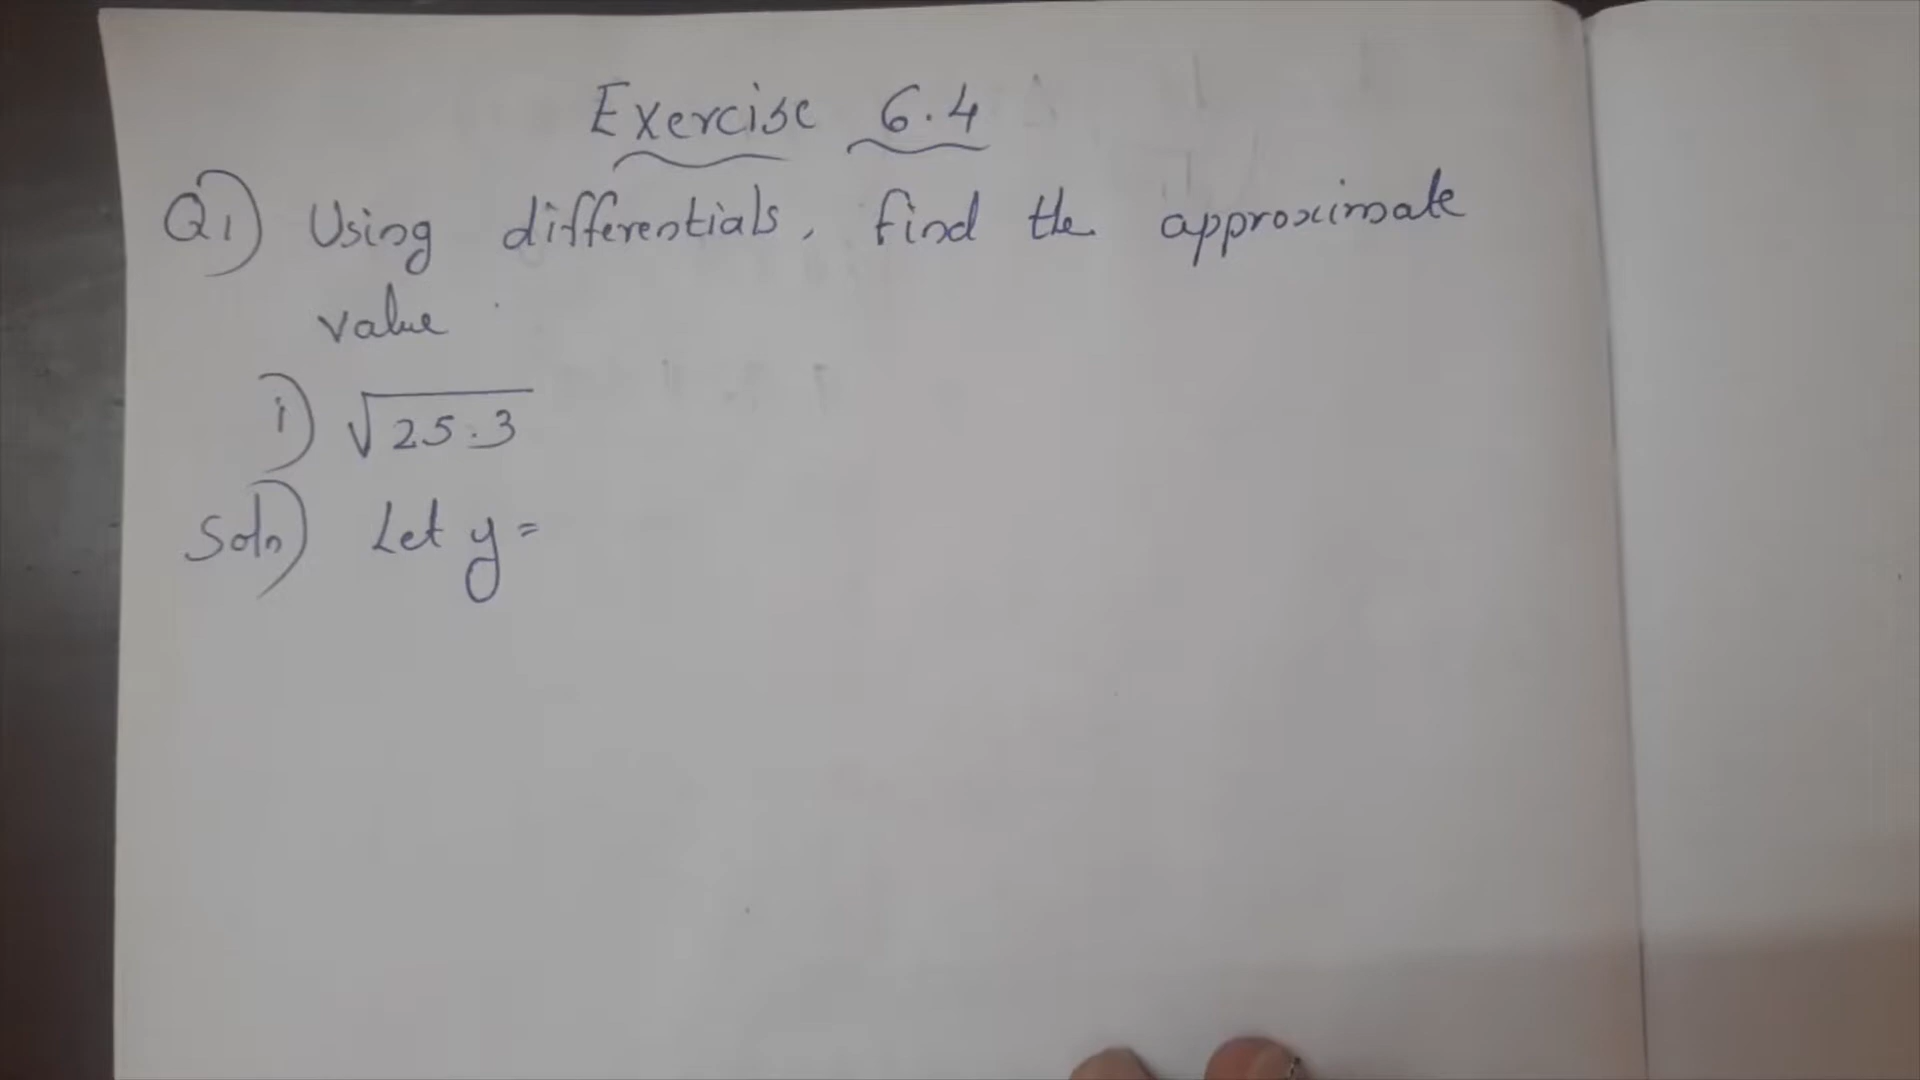 Exercise 6.4
Q1) Using differentials, find the approximate
value
i) √25.3
Soln) Let y =